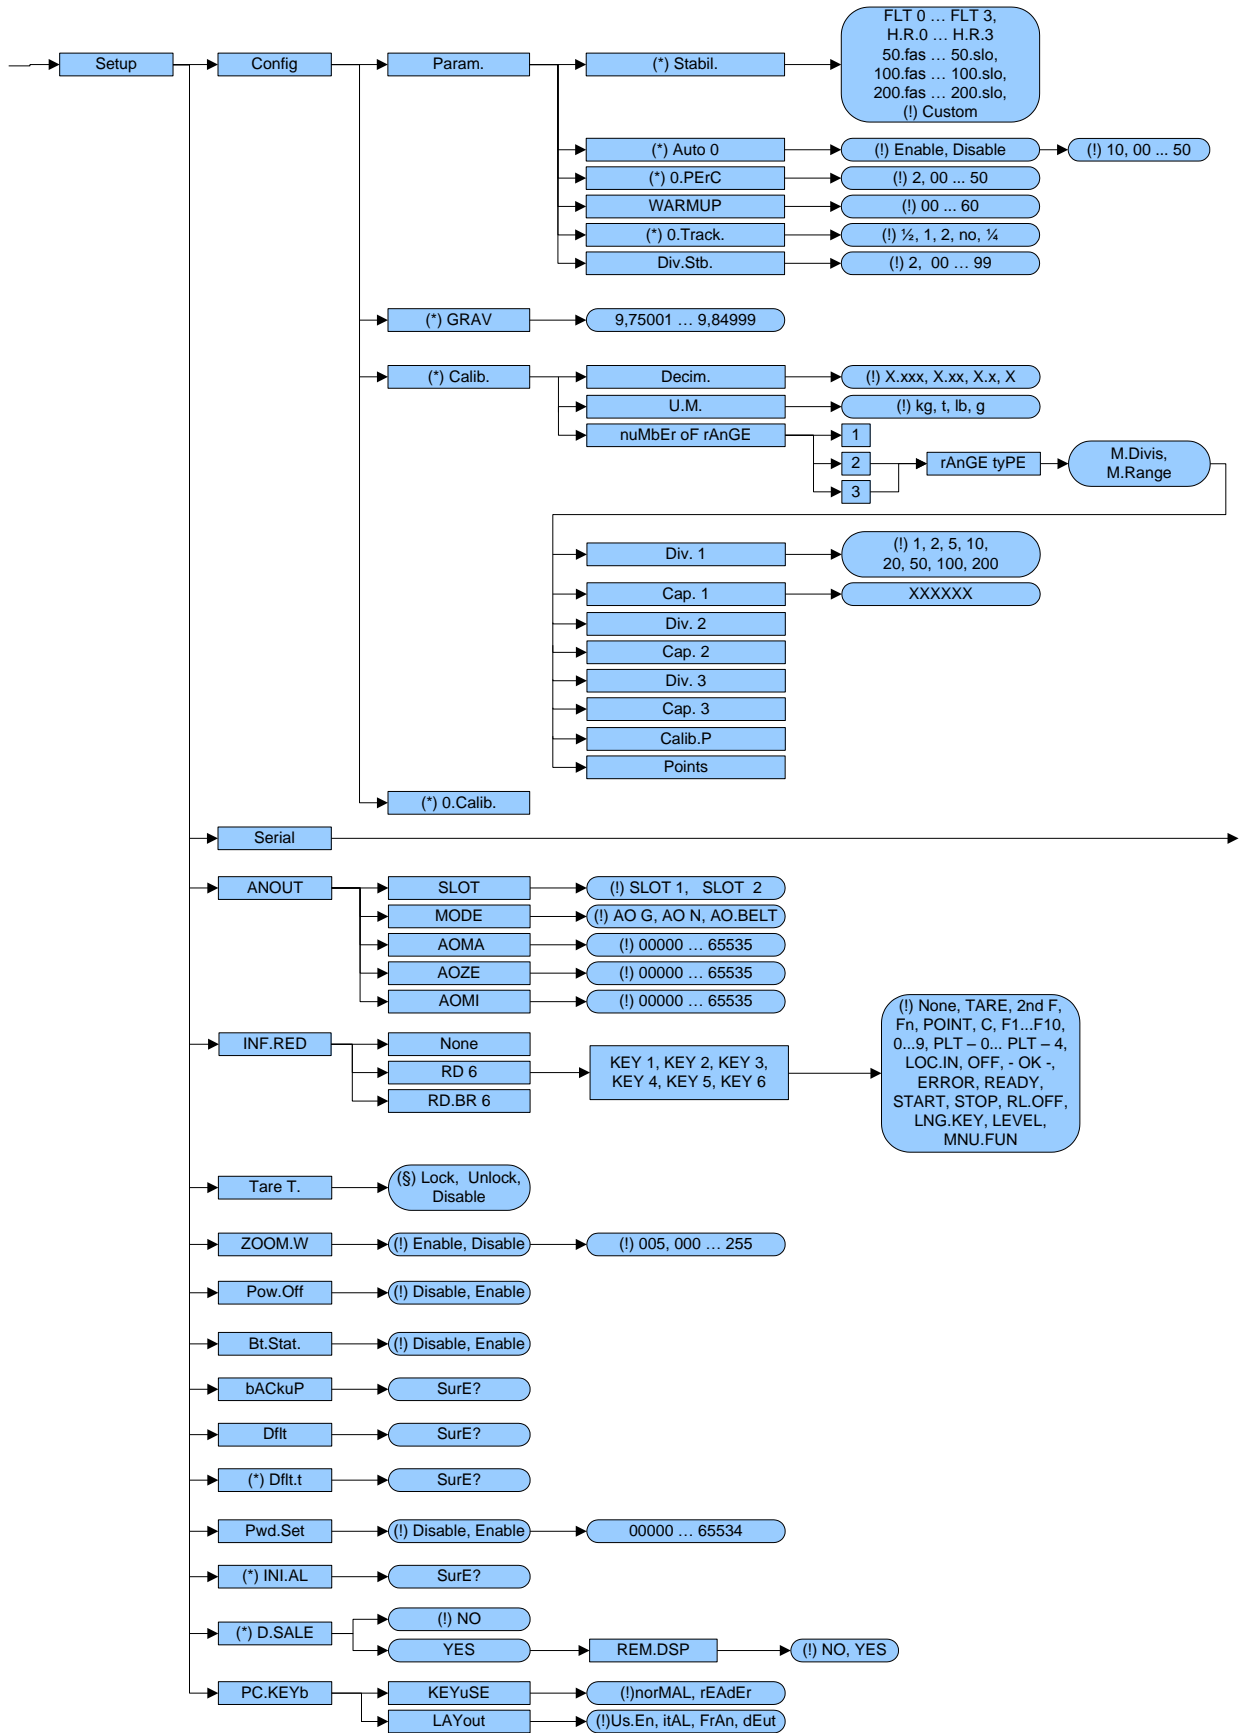 FLT 0 … FLT 3,
H.R.0 … H.R.3
50.fas … 50.slo,
100.fas … 100.slo,
200.fas … 200.slo,
(!) Custom
Setup
Config
Param.
(*) Stabil.
(*) Auto 0
(!) Enable, Disable
(!) 10, 00 ... 50
(*) 0.PErC
(!) 2, 00 ... 50
WARMUP
(!) 00 ... 60
(*) 0.Track.
(!) ½, 1, 2, no, ¼
Div.Stb.
(!) 2, 00 … 99
(*) GRAV
9,75001 … 9,84999
(*) Calib.
Decim.
(!) X.xxx, X.xx, X.x, X
U.M.
(!) kg, t, lb, g
nuMbEr oF rAnGE
1
2
3
rAnGE tyPE
M.Divis,
M.Range
Div. 1
(!) 1, 2, 5, 10,
20, 50, 100, 200
Cap. 1
XXXXXX
Div. 2
Cap. 2
Div. 3
Cap. 3
Calib.P
Points
(*) 0.Calib.
Serial
ANOUT
SLOT
(!) SLOT 1, SLOT 2
MODE
(!) AO G, AO N, AO.BELT
AOMA
(!) 00000 … 65535
AOZE
(!) 00000 … 65535
AOMI
(!) 00000 … 65535
INF.RED
None
RD 6
RD.BR 6
KEY 1, KEY 2, KEY 3,
KEY 4, KEY 5, KEY 6
(!) None, TARE, 2nd F,
Fn, POINT, C, F1...F10,
0...9, PLT – 0... PLT – 4,
LOC.IN, OFF, - OK -,
ERROR, READY,
START, STOP, RL.OFF,
LNG.KEY, LEVEL,
MNU.FUN
Tare T.
(§) Lock, Unlock,
Disable
ZOOM.W
(!) Enable, Disable
(!) 005, 000 … 255
Pow.Off
(!) Disable, Enable
Bt.Stat.
(!) Disable, Enable
bACkuP
SurE?
Dflt
SurE?
(*) Dflt.t
SurE?
Pwd.Set
(!) Disable, Enable
00000 … 65534
(*) INI.AL
SurE?
(*) D.SALE
(!) NO
YES
REM.DSP
(!) NO, YES
PC.KEYb
KEYuSE
(!)norMAL, rEAdEr
LAYout
(!)Us.En, itAL, FrAn, dEut